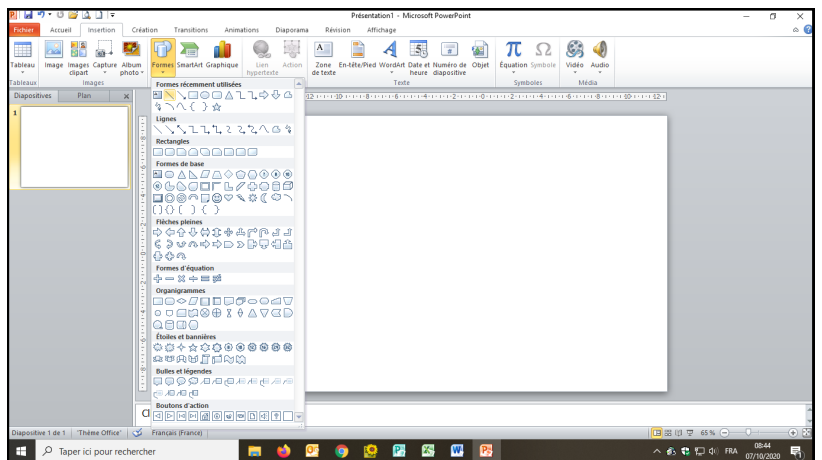 Présentation1 - Microsoft PowerPoint
Fichier Accueil Insertion Création Transitions Animations Diaporama Révision Affichage
Tableau Image Images clipart Capture Album photo Formes SmartArt Graphique Lien hypertexte Action Zone de texte En-tête/Pied WordArt Date et heure Numéro de diapositive Objet Équation Symbole Vidéo Audio
Tableaux Images Texte Symboles Média
Diapositives Plan
1
Formes récemment utilisées
Lignes
Rectangles
Formes de base
Flèches pleines
Formes d'équation
Organigrammes
Étoiles et bannières
Bulles et légendes
Boutons d'action
Diapositive 1 de 1 "Thème Office" Français (France) 65 %
Taper ici pour rechercher
FRA
08:44
07/10/2020